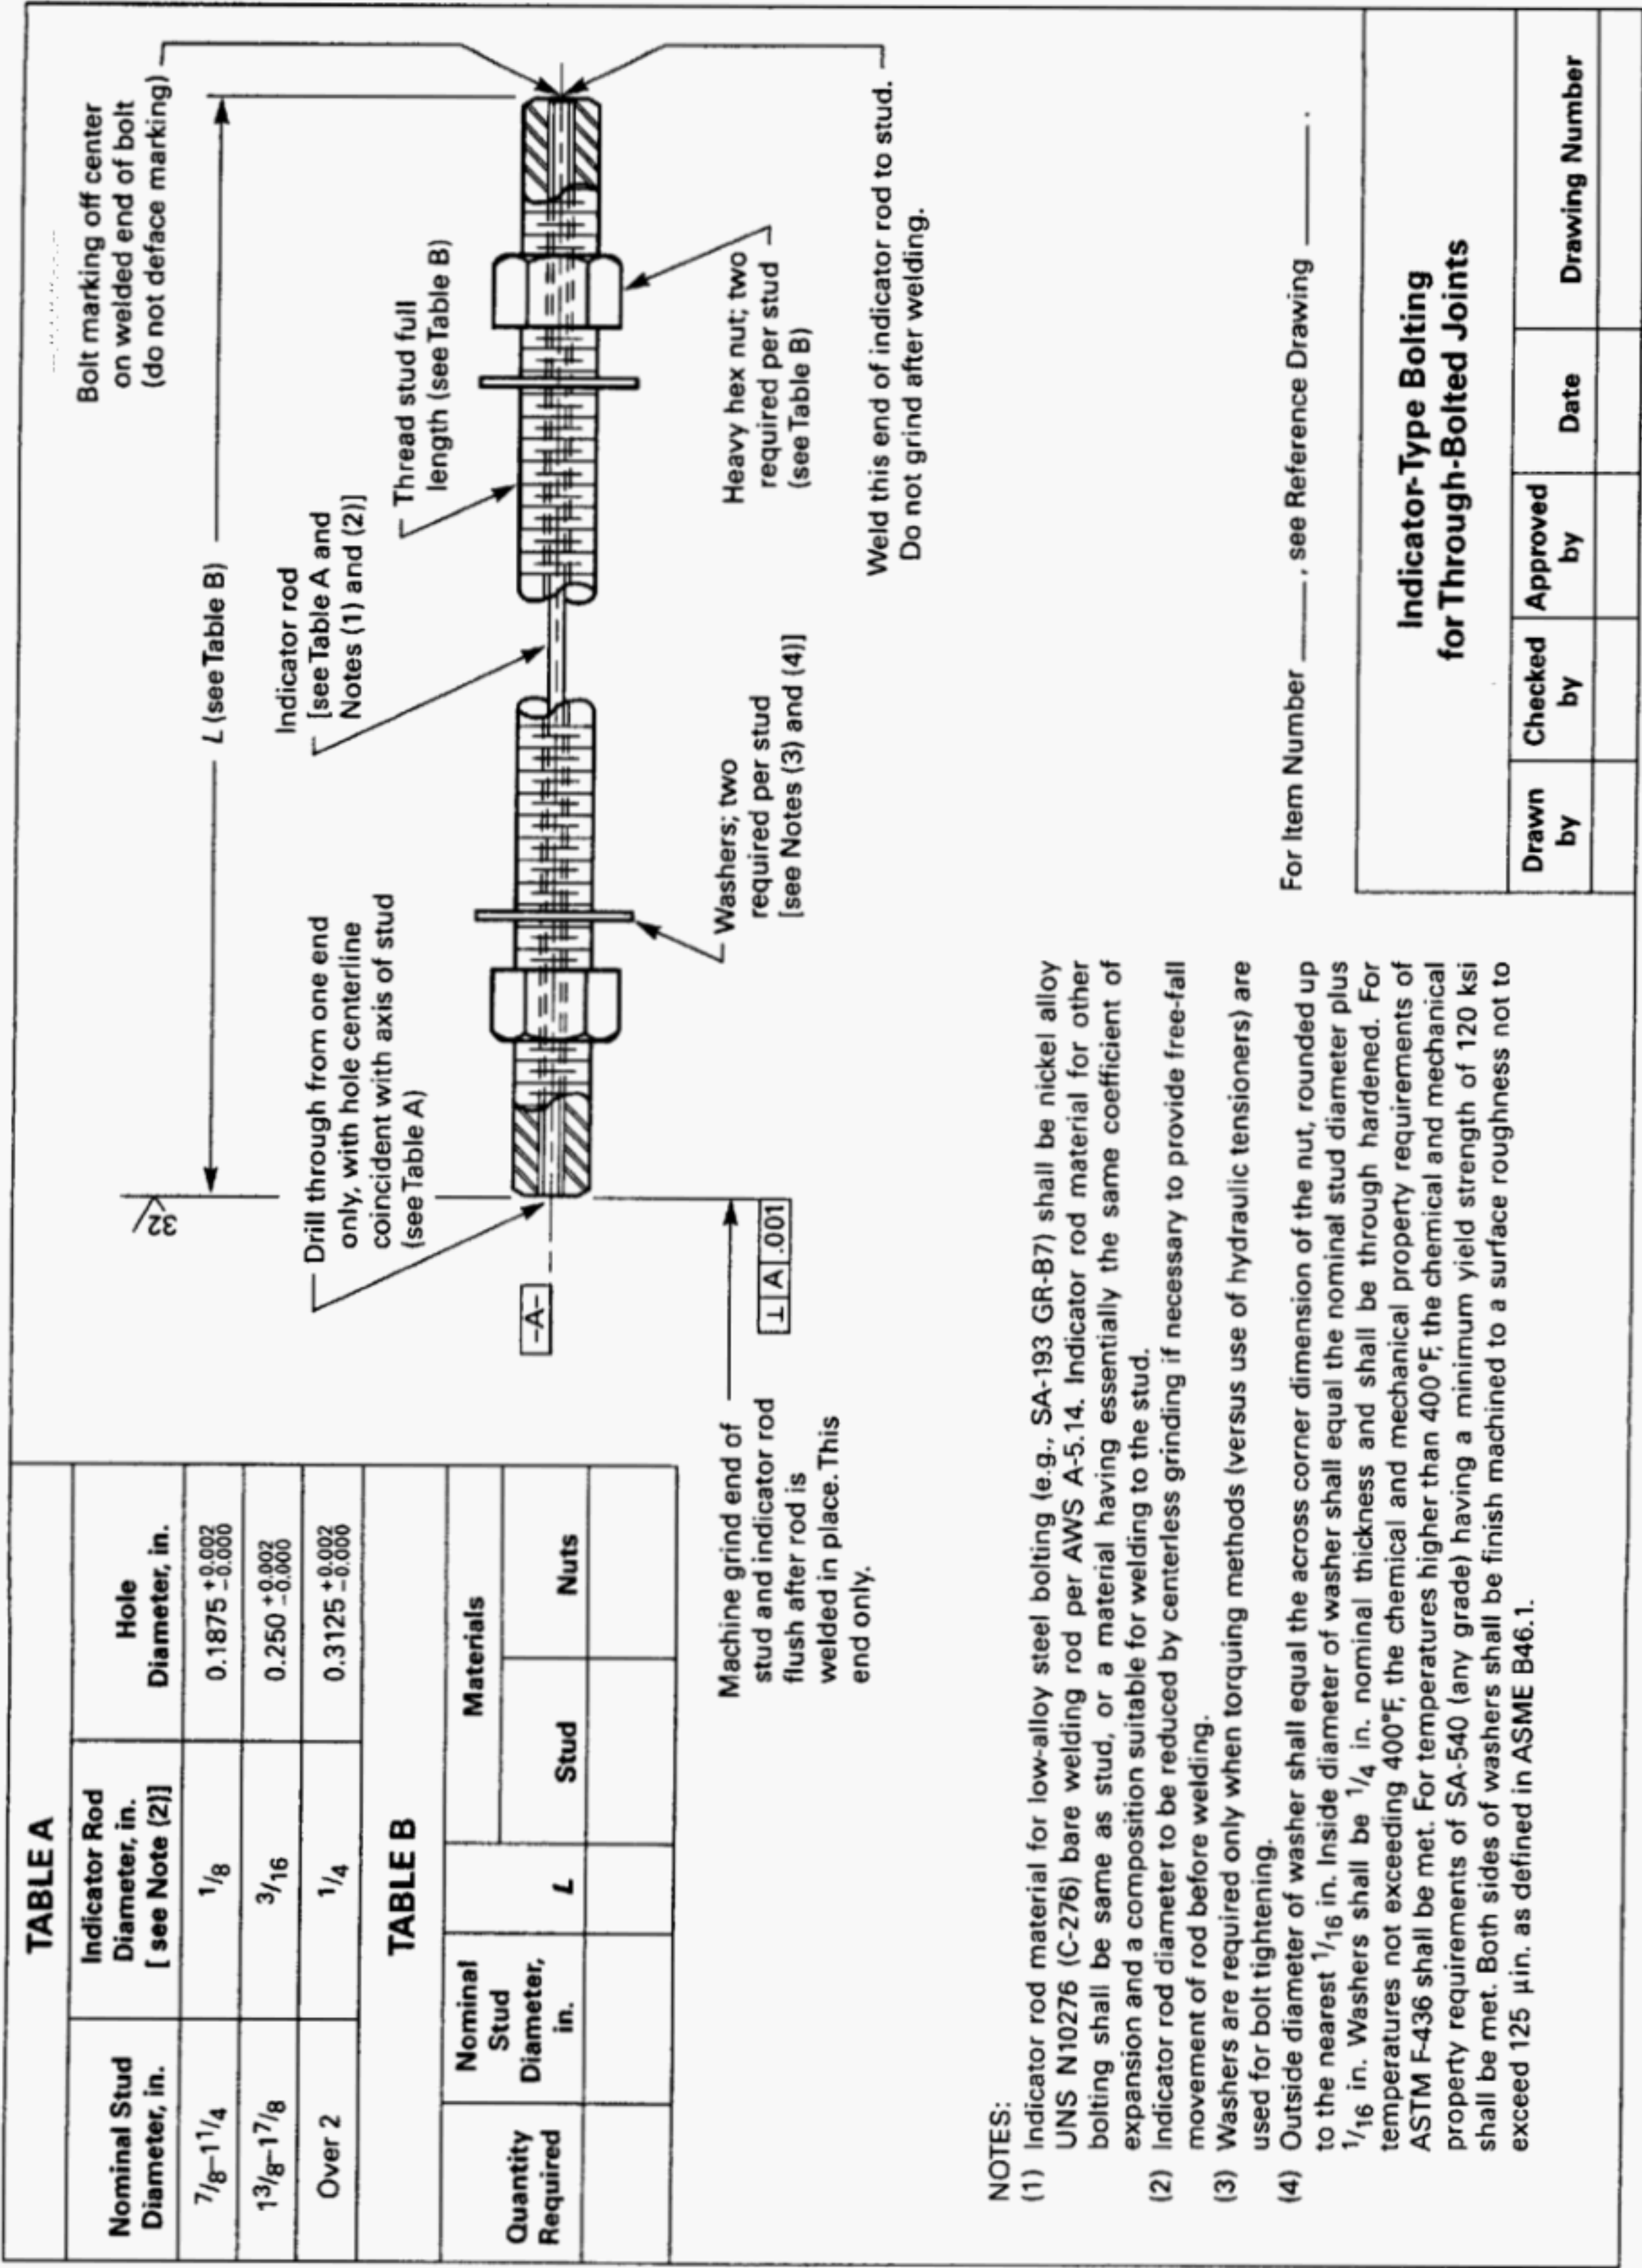 TABLE A
Nominal Stud
Diameter, in.
Indicator Rod
Diameter, in.
[ see Note (2)]
Hole
Diameter, in.
7/8–1 1/4
1/8
0.1875 +0.002 −0.000
1 3/8–1 7/8
3/16
0.250 +0.002 −0.000
Over 2
1/4
0.3125 +0.002 −0.000
TABLE B
Quantity
Required
Nominal
Stud
Diameter,
in.
L
Materials
Stud
Nuts
Bolt marking off center
on welded end of bolt
(do not deface marking)
L (see Table B)
32
Indicator rod
[see Table A and
Notes (1) and (2)]
Thread stud full
length (see Table B)
Drill through from one end
only, with hole centerline
coincident with axis of stud
(see Table A)
-A-
⊥ A .001
Machine grind end of
stud and indicator rod
flush after rod is
welded in place. This
end only.
Washers; two
required per stud
[see Notes (3) and (4)]
Heavy hex nut; two
required per stud
(see Table B)
Weld this end of indicator rod to stud.
Do not grind after welding.
NOTES:
(1) Indicator rod material for low-alloy steel bolting (e.g., SA-193 GR-B7) shall be nickel alloy
UNS N10276 (C-276) bare welding rod per AWS A-5.14. Indicator rod material for other
bolting shall be same as stud, or a material having essentially the same coefficient of
expansion and a composition suitable for welding to the stud.
(2) Indicator rod diameter to be reduced by centerless grinding if necessary to provide free-fall
movement of rod before welding.
(3) Washers are required only when torquing methods (versus use of hydraulic tensioners) are
used for bolt tightening.
(4) Outside diameter of washer shall equal the across corner dimension of the nut, rounded up
to the nearest 1/16 in. Inside diameter of washer shall equal the nominal stud diameter plus
1/16 in. Washers shall be 1/4 in. nominal thickness and shall be through hardened. For
temperatures not exceeding 400°F, the chemical and mechanical property requirements of
ASTM F-436 shall be met. For temperatures higher than 400°F, the chemical and mechanical
property requirements of SA-540 (any grade) having a minimum yield strength of 120 ksi
shall be met. Both sides of washers shall be finish machined to a surface roughness not to
exceed 125 μin. as defined in ASME B46.1.
For Item Number ____, see Reference Drawing ____.
Indicator-Type Bolting
for Through-Bolted Joints
Drawn
by
Checked
by
Approved
by
Date
Drawing Number